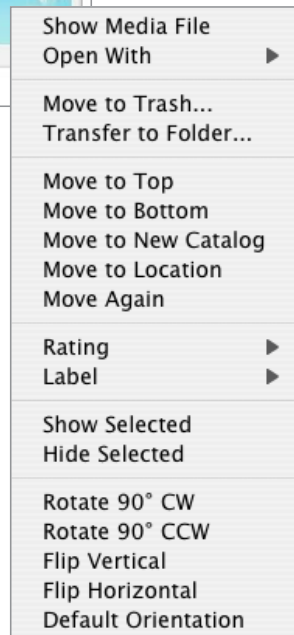 Show Media File
Open With
Move to Trash...
Transfer to Folder...
Move to Top
Move to Bottom
Move to New Catalog
Move to Location
Move Again
Rating
Label
Show Selected
Hide Selected
Rotate 90° CW
Rotate 90° CCW
Flip Vertical
Flip Horizontal
Default Orientation